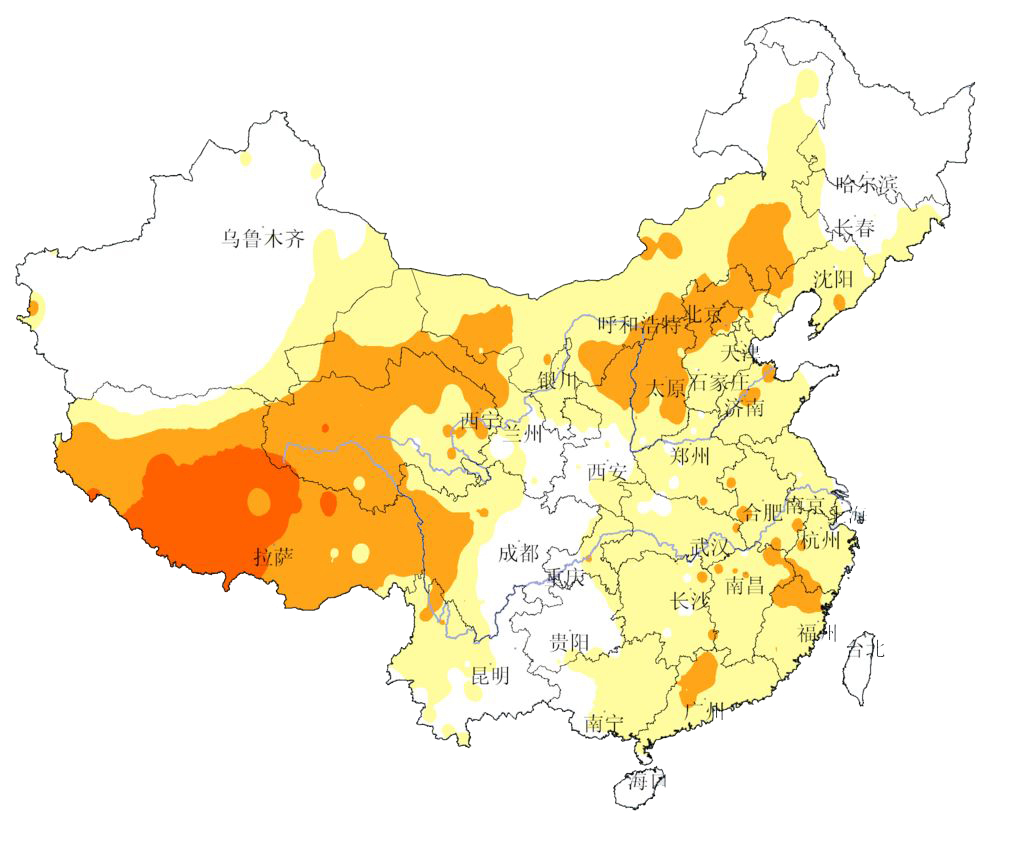 哈尔滨
长春
乌鲁木齐
沈阳
呼和浩特
北京
天津
银川
太原
石家庄
济南
西宁
兰州
郑州
西安
合肥
南京
上海
杭州
拉萨
成都
武汉
重庆
南昌
长沙
福州
台北
贵阳
昆明
广州
南宁
海口